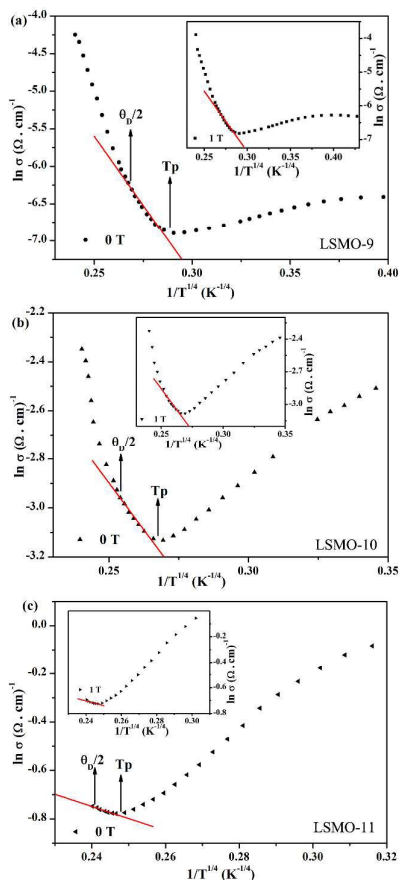 (a)
-4.0
-4.5
-5.0
-5.5
-6.0
-6.5
-7.0
ln σ (Ω . cm)⁻¹
θD/2
Tp
0 T
LSMO-9
0.25 0.30 0.35 0.40
1/T^1/4 (K^-1/4)
1 T
-4
-5
-6
-7
ln σ (Ω . cm)⁻¹
0.25 0.30 0.35 0.40
1/T^1/4 (K^-1/4)
(b)
-2.2
-2.4
-2.6
-2.8
-3.0
-3.2
ln σ (Ω . cm)⁻¹
θD/2
Tp
0 T
LSMO-10
0.25 0.30 0.35
1/T^1/4 (K^-1/4)
1 T
-2.4
-2.7
-3.0
ln σ (Ω . cm)⁻¹
0.25 0.30 0.35
1/T^1/4 (K^-1/4)
(c)
0.0
-0.2
-0.4
-0.6
-0.8
ln σ (Ω . cm)⁻¹
θD/2
Tp
0 T
LSMO-11
0.24 0.26 0.28 0.30 0.32
1/T^1/4 (K^-1/4)
1 T
-0.2
-0.4
-0.6
-0.8
ln σ (Ω . cm)⁻¹
0.24 0.26 0.28 0.30
1/T^1/4 (K^-1/4)